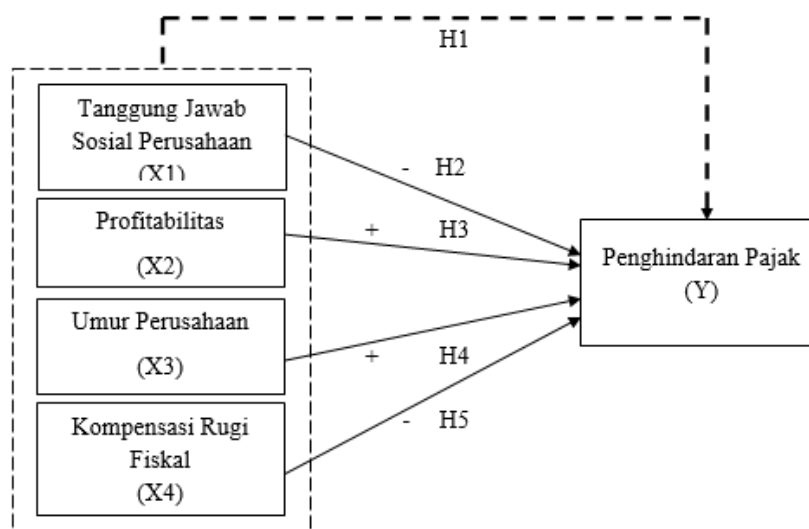 H1
Tanggung Jawab
Sosial Perusahaan
(X1)
- H2
Profitabilitas
(X2)
+ H3
Penghindaran Pajak
(Y)
Umur Perusahaan
(X3)
+ H4
Kompensasi Rugi
Fiskal
(X4)
- H5